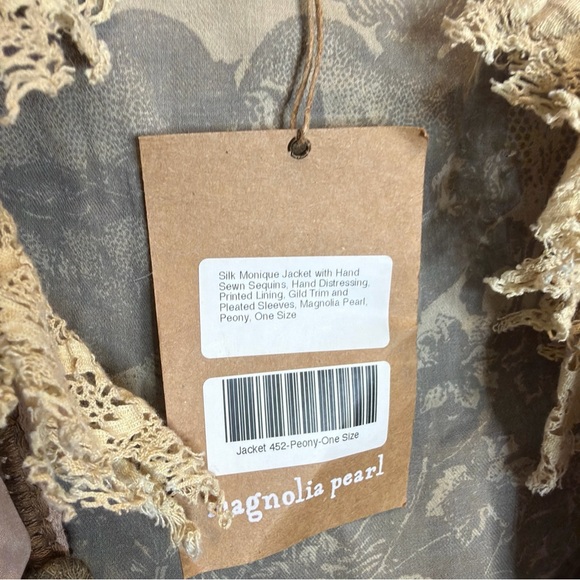 Silk Monique Jacket with Hand
Sewn Sequins, Hand Distressing,
Printed Lining, Gild Trim and
Pleated Sleeves, Magnolia Pearl,
Peony, One Size
Jacket 452-Peony-One Size
magnolia pearl